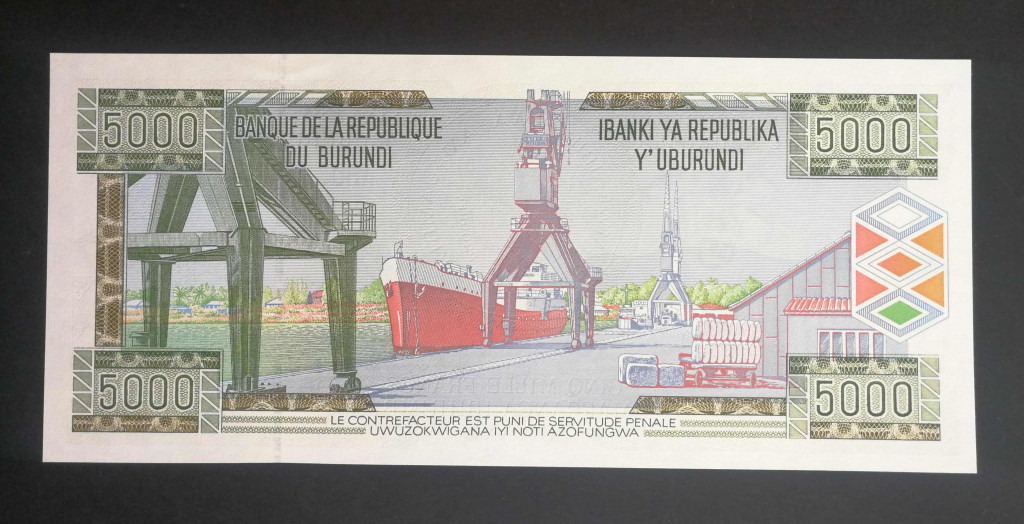 5000
BANQUE DE LA REPUBLIQUE
DU BURUNDI
IBANKI YA REPUBLIKA
Y'UBURUNDI
5000
5000
5000
LE CONTREFACTEUR EST PUNI DE SERVITUDE PENALE
UWUZOKWIGANA IYI NOTI AZOFUNGWA